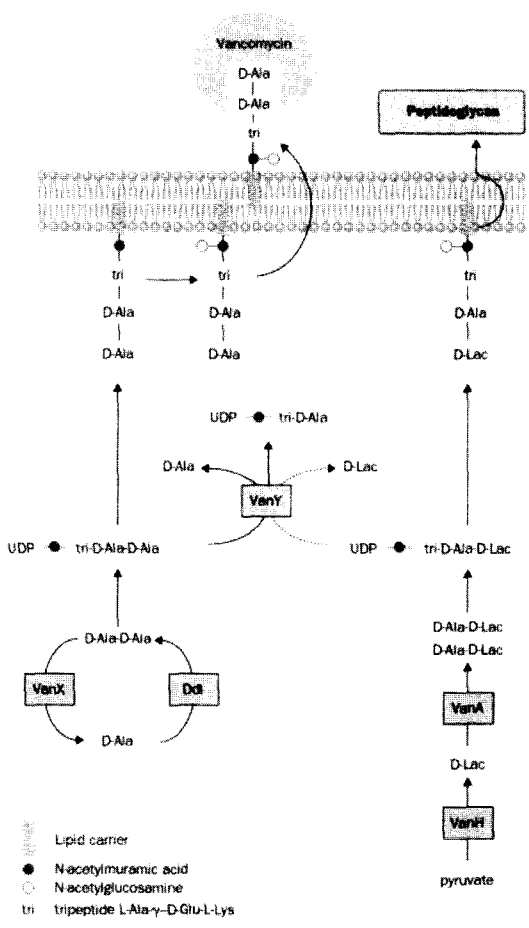 Vancomycin
D-Ala
D-Ala
tri
Peptidoglycan
tri
tri
tri
D-Ala
D-Ala
D-Ala
D-Ala
D-Ala
D-Lac
UDP tri-D-Ala
D-Ala
D-Lac
VanY
UDP tri-D-Ala-D-Ala
UDP tri-D-Ala-D-Lac
D-Ala-D-Ala
D-Ala-D-Lac
D-Ala-D-Lac
VanX
Ddl
VanA
D-Ala
D-Lac
VanH
pyruvate
Lipid carrier
N-acetylmuramic acid
N-acetylglucosamine
tri tripeptide L-Ala-γ-D-Glu-L-Lys